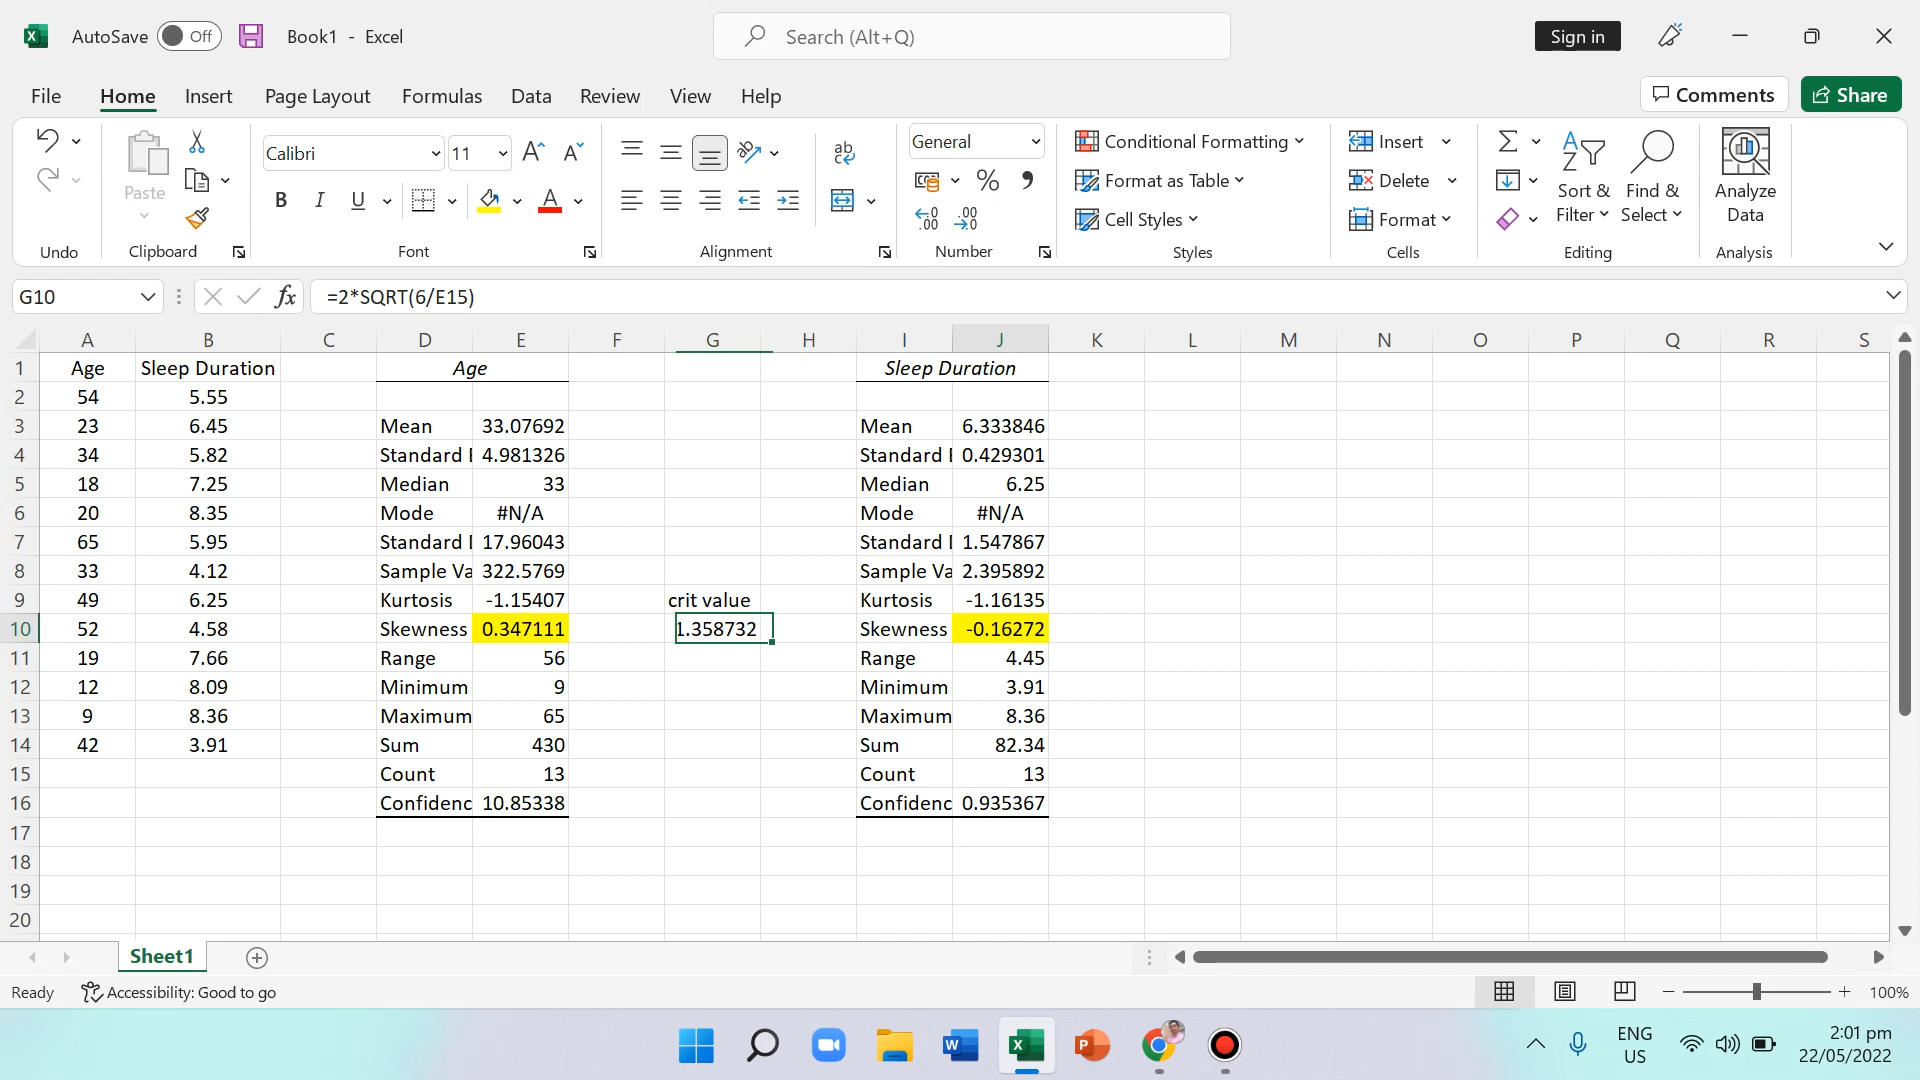 AutoSave Off Book1 - Excel Search (Alt+Q) Sign in
File Home Insert Page Layout Formulas Data Review View Help Comments Share
Calibri 11 General Conditional Formatting Insert
Paste Format as Table Delete Sort & Find & Analyze
B I U Cell Styles Format Filter Select Data
Undo Clipboard Font Alignment Number Styles Cells Editing Analysis
G10 fx =2*SQRT(6/E15)
A B C D E F G H I J K L M N O P Q R S
1 Age Sleep Duration Age Sleep Duration
2 54 5.55
3 23 6.45 Mean 33.07692 Mean 6.333846
4 34 5.82 Standard E 4.981326 Standard E 0.429301
5 18 7.25 Median 33 Median 6.25
6 20 8.35 Mode #N/A Mode #N/A
7 65 5.95 Standard D 17.96043 Standard D 1.547867
8 33 4.12 Sample Va 322.5769 Sample Va 2.395892
9 49 6.25 Kurtosis -1.15407 crit value Kurtosis -1.16135
10 52 4.58 Skewness 0.347111 1.358732 Skewness -0.16272
11 19 7.66 Range 56 Range 4.45
12 12 8.09 Minimum 9 Minimum 3.91
13 9 8.36 Maximum 65 Maximum 8.36
14 42 3.91 Sum 430 Sum 82.34
15 Count 13 Count 13
16 Confidenc 10.85338 Confidenc 0.935367
17
18
19
20
Sheet1
Ready Accessibility: Good to go 100%
ENG 2:01 pm
US 22/05/2022